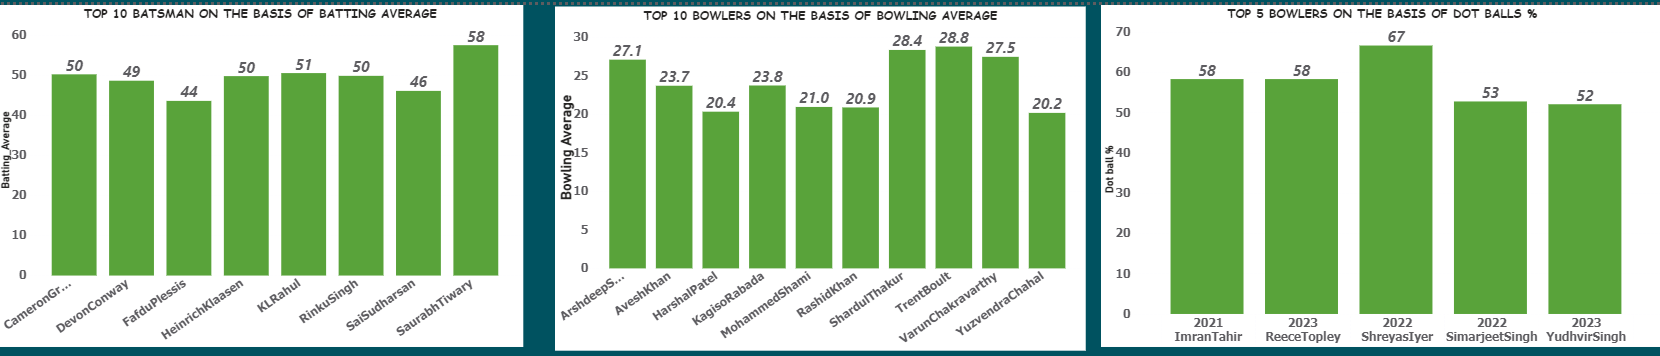 TOP 10 BATSMAN ON THE BASIS OF BATTING AVERAGE
Batting_Average
60
50
40
30
20
10
0
50
49
44
50
51
50
46
58
CameronGr...
DevonConway
FafduPlessis
HeinrichKlaasen
KLRahul
RinkuSingh
SaiSudharsan
SaurabhTiwary
TOP 10 BOWLERS ON THE BASIS OF BOWLING AVERAGE
Bowling Average
30
25
20
15
10
5
0
27.1
23.7
20.4
23.8
21.0
20.9
28.4
28.8
27.5
20.2
ArshdeepS...
AveshKhan
HarshalPatel
KagisoRabada
MohammedShami
RashidKhan
ShardulThakur
TrentBoult
VarunChakravarthy
YuzvendraChahal
TOP 5 BOWLERS ON THE BASIS OF DOT BALLS %
Dot ball %
70
60
50
40
30
20
10
0
58
58
67
53
52
2021
ImranTahir
2023
ReeceTopley
2022
ShreyasIyer
2022
SimarjeetSingh
2023
YudhvirSingh